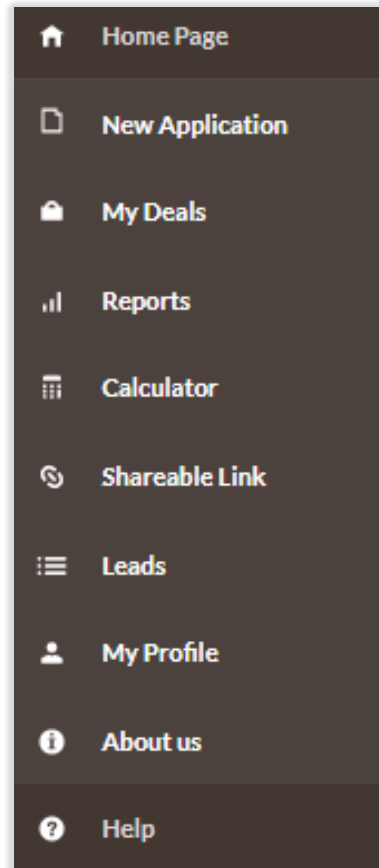 Home Page
New Application
My Deals
Reports
Calculator
Shareable Link
Leads
My Profile
About us
Help